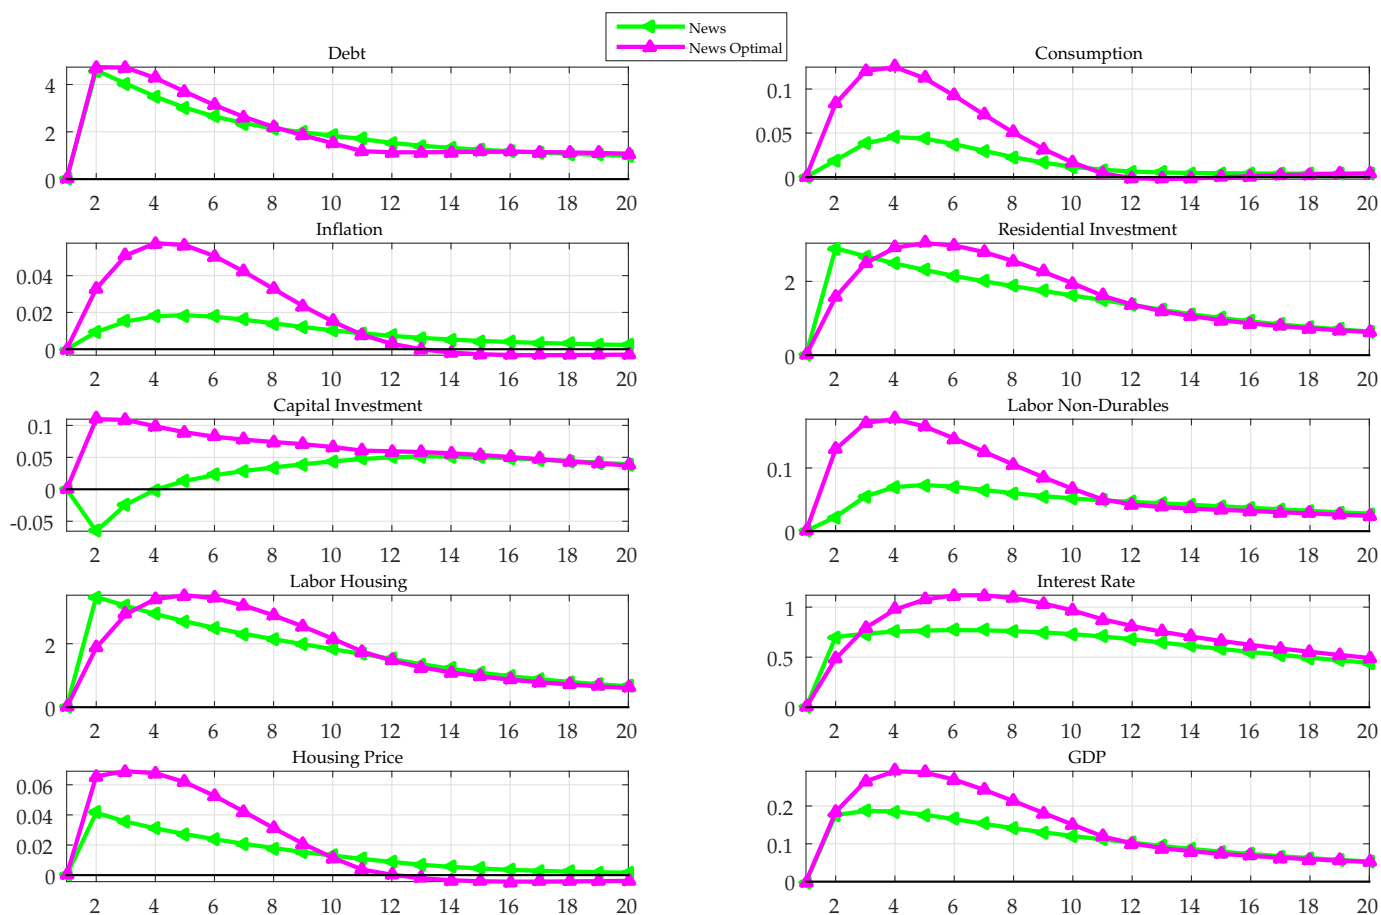 News
News Optimal
Debt
4
2
0
2 4 6 8 10 12 14 16 18 20
Consumption
0.1
0.05
0
2 4 6 8 10 12 14 16 18 20
Inflation
0.04
0.02
0
2 4 6 8 10 12 14 16 18 20
Residential Investment
2
0
2 4 6 8 10 12 14 16 18 20
Capital Investment
0.1
0.05
0
-0.05
2 4 6 8 10 12 14 16 18 20
Labor Non-Durables
0.1
0
2 4 6 8 10 12 14 16 18 20
Labor Housing
2
0
2 4 6 8 10 12 14 16 18 20
Interest Rate
1
0.5
0
2 4 6 8 10 12 14 16 18 20
Housing Price
0.06
0.04
0.02
0
2 4 6 8 10 12 14 16 18 20
GDP
0.2
0.1
0
2 4 6 8 10 12 14 16 18 20